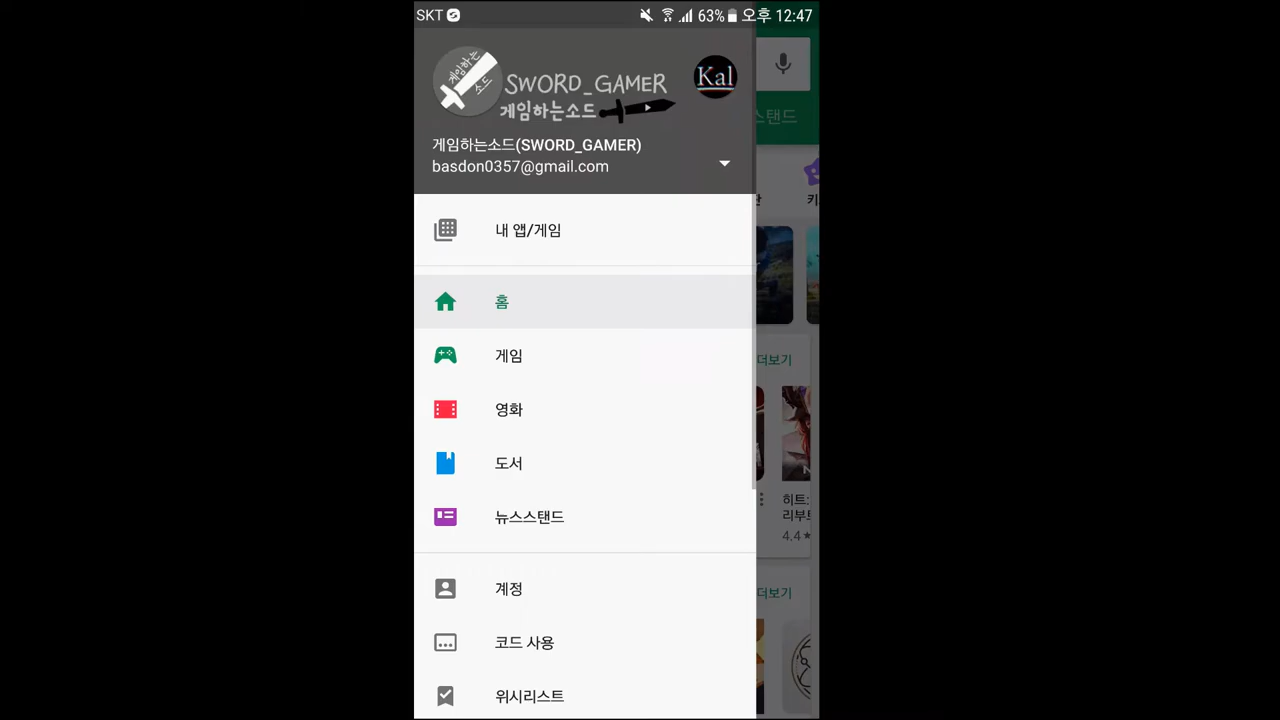 SKT 63% 오후 12:47
게임하는 소드
SWORD_GAMER
게임하는소드
Kal
게임하는소드(SWORD_GAMER)
basdon0357@gmail.com
스탠드
내 앱/게임
홈
게임
더보기
영화
도서
히트:
리부트
4.4★
뉴스스탠드
계정
더보기
코드 사용
위시리스트